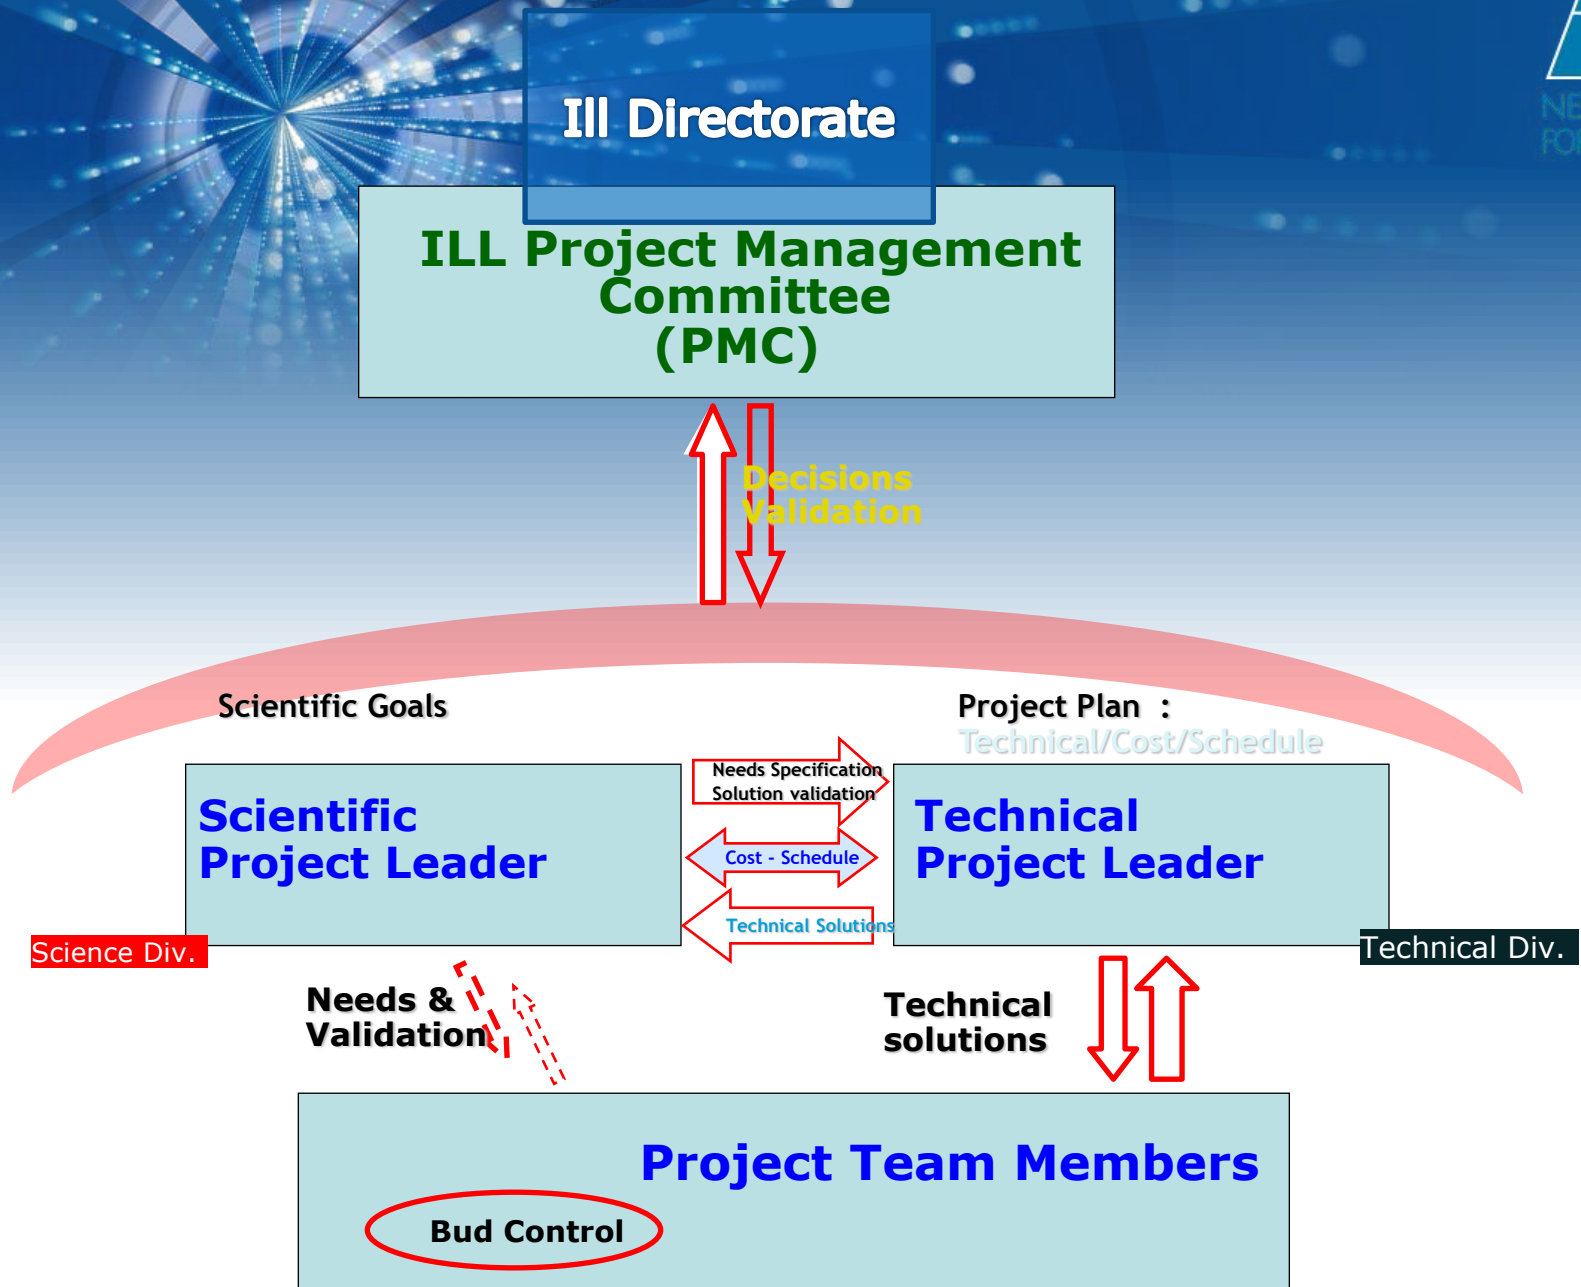 Ill Directorate
ILL Project Management
Committee
(PMC)
Decisions
Validation
Scientific Goals
Project Plan :
Technical/Cost/Schedule
Needs Specification
Solution validation
Scientific
Project Leader
Cost - Schedule
Technical
Project Leader
Technical Solutions
Science Div.
Technical Div.
Needs &
Validation
Technical
solutions
Project Team Members
Bud Control